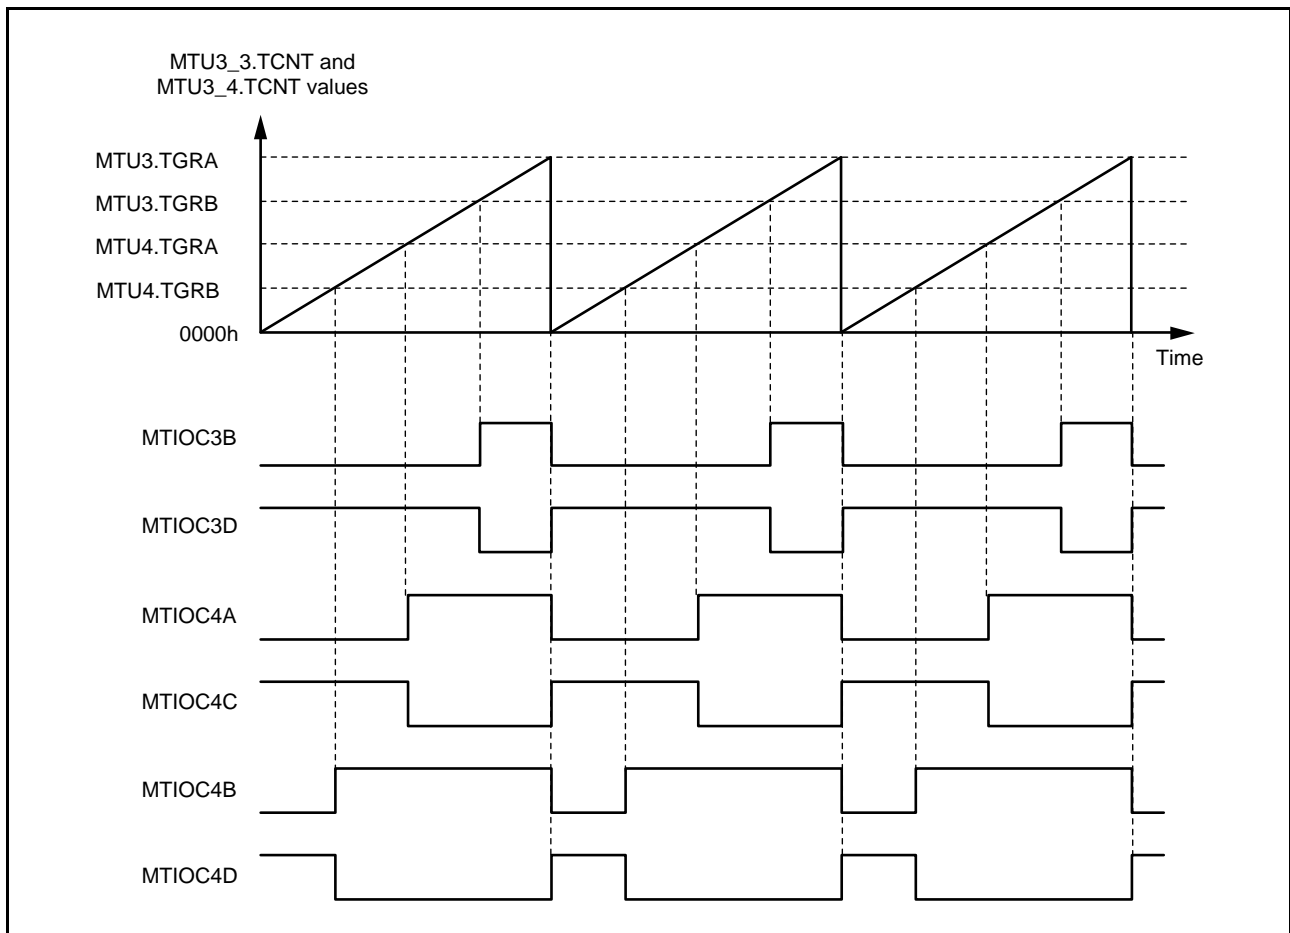 MTU3_3.TCNT and
MTU3_4.TCNT values
MTU3.TGRA
MTU3.TGRB
MTU4.TGRA
MTU4.TGRB
0000h
Time
MTIOC3B
MTIOC3D
MTIOC4A
MTIOC4C
MTIOC4B
MTIOC4D